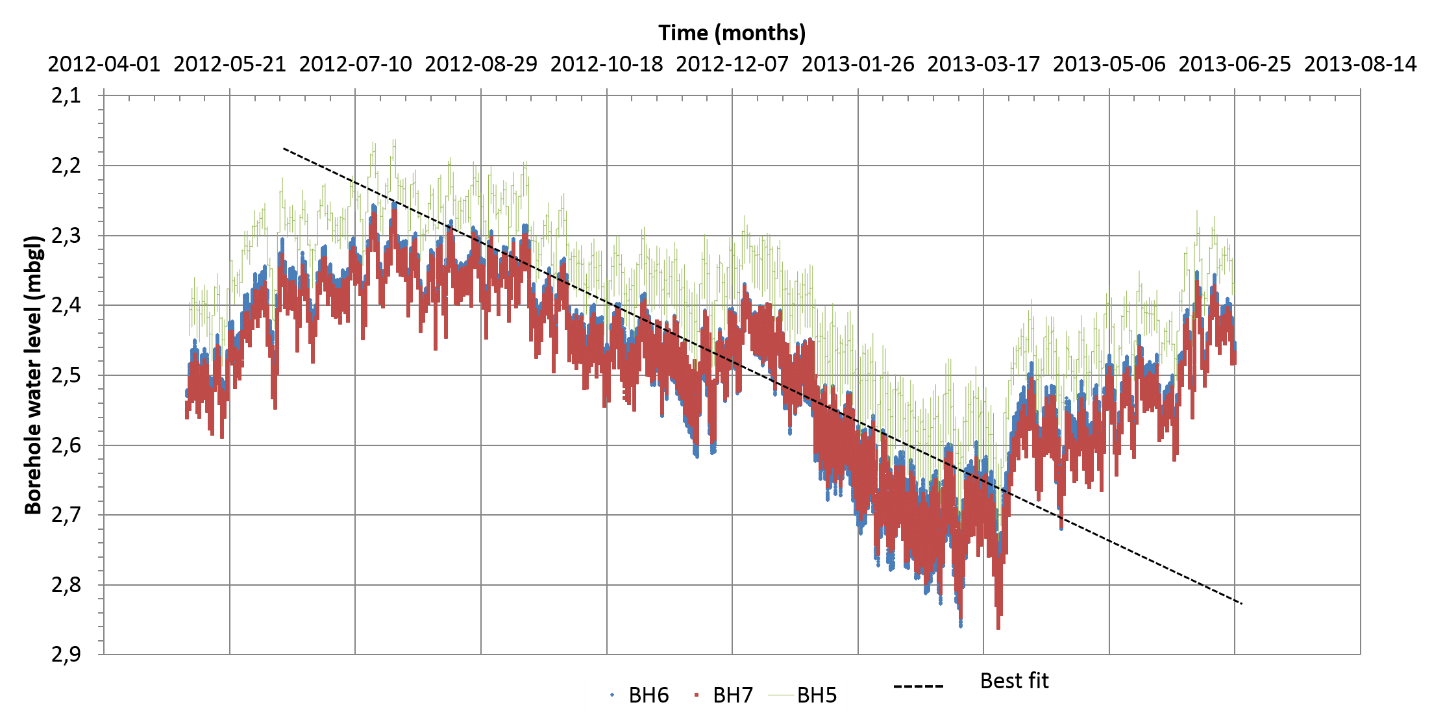 Time (months)
2012-04-01 2012-05-21 2012-07-10 2012-08-29 2012-10-18 2012-12-07 2013-01-26 2013-03-17 2013-05-06 2013-06-25 2013-08-14
Borehole water level (mbgl)
2,1
2,2
2,3
2,4
2,5
2,6
2,7
2,8
2,9
BH6 BH7 BH5 Best fit